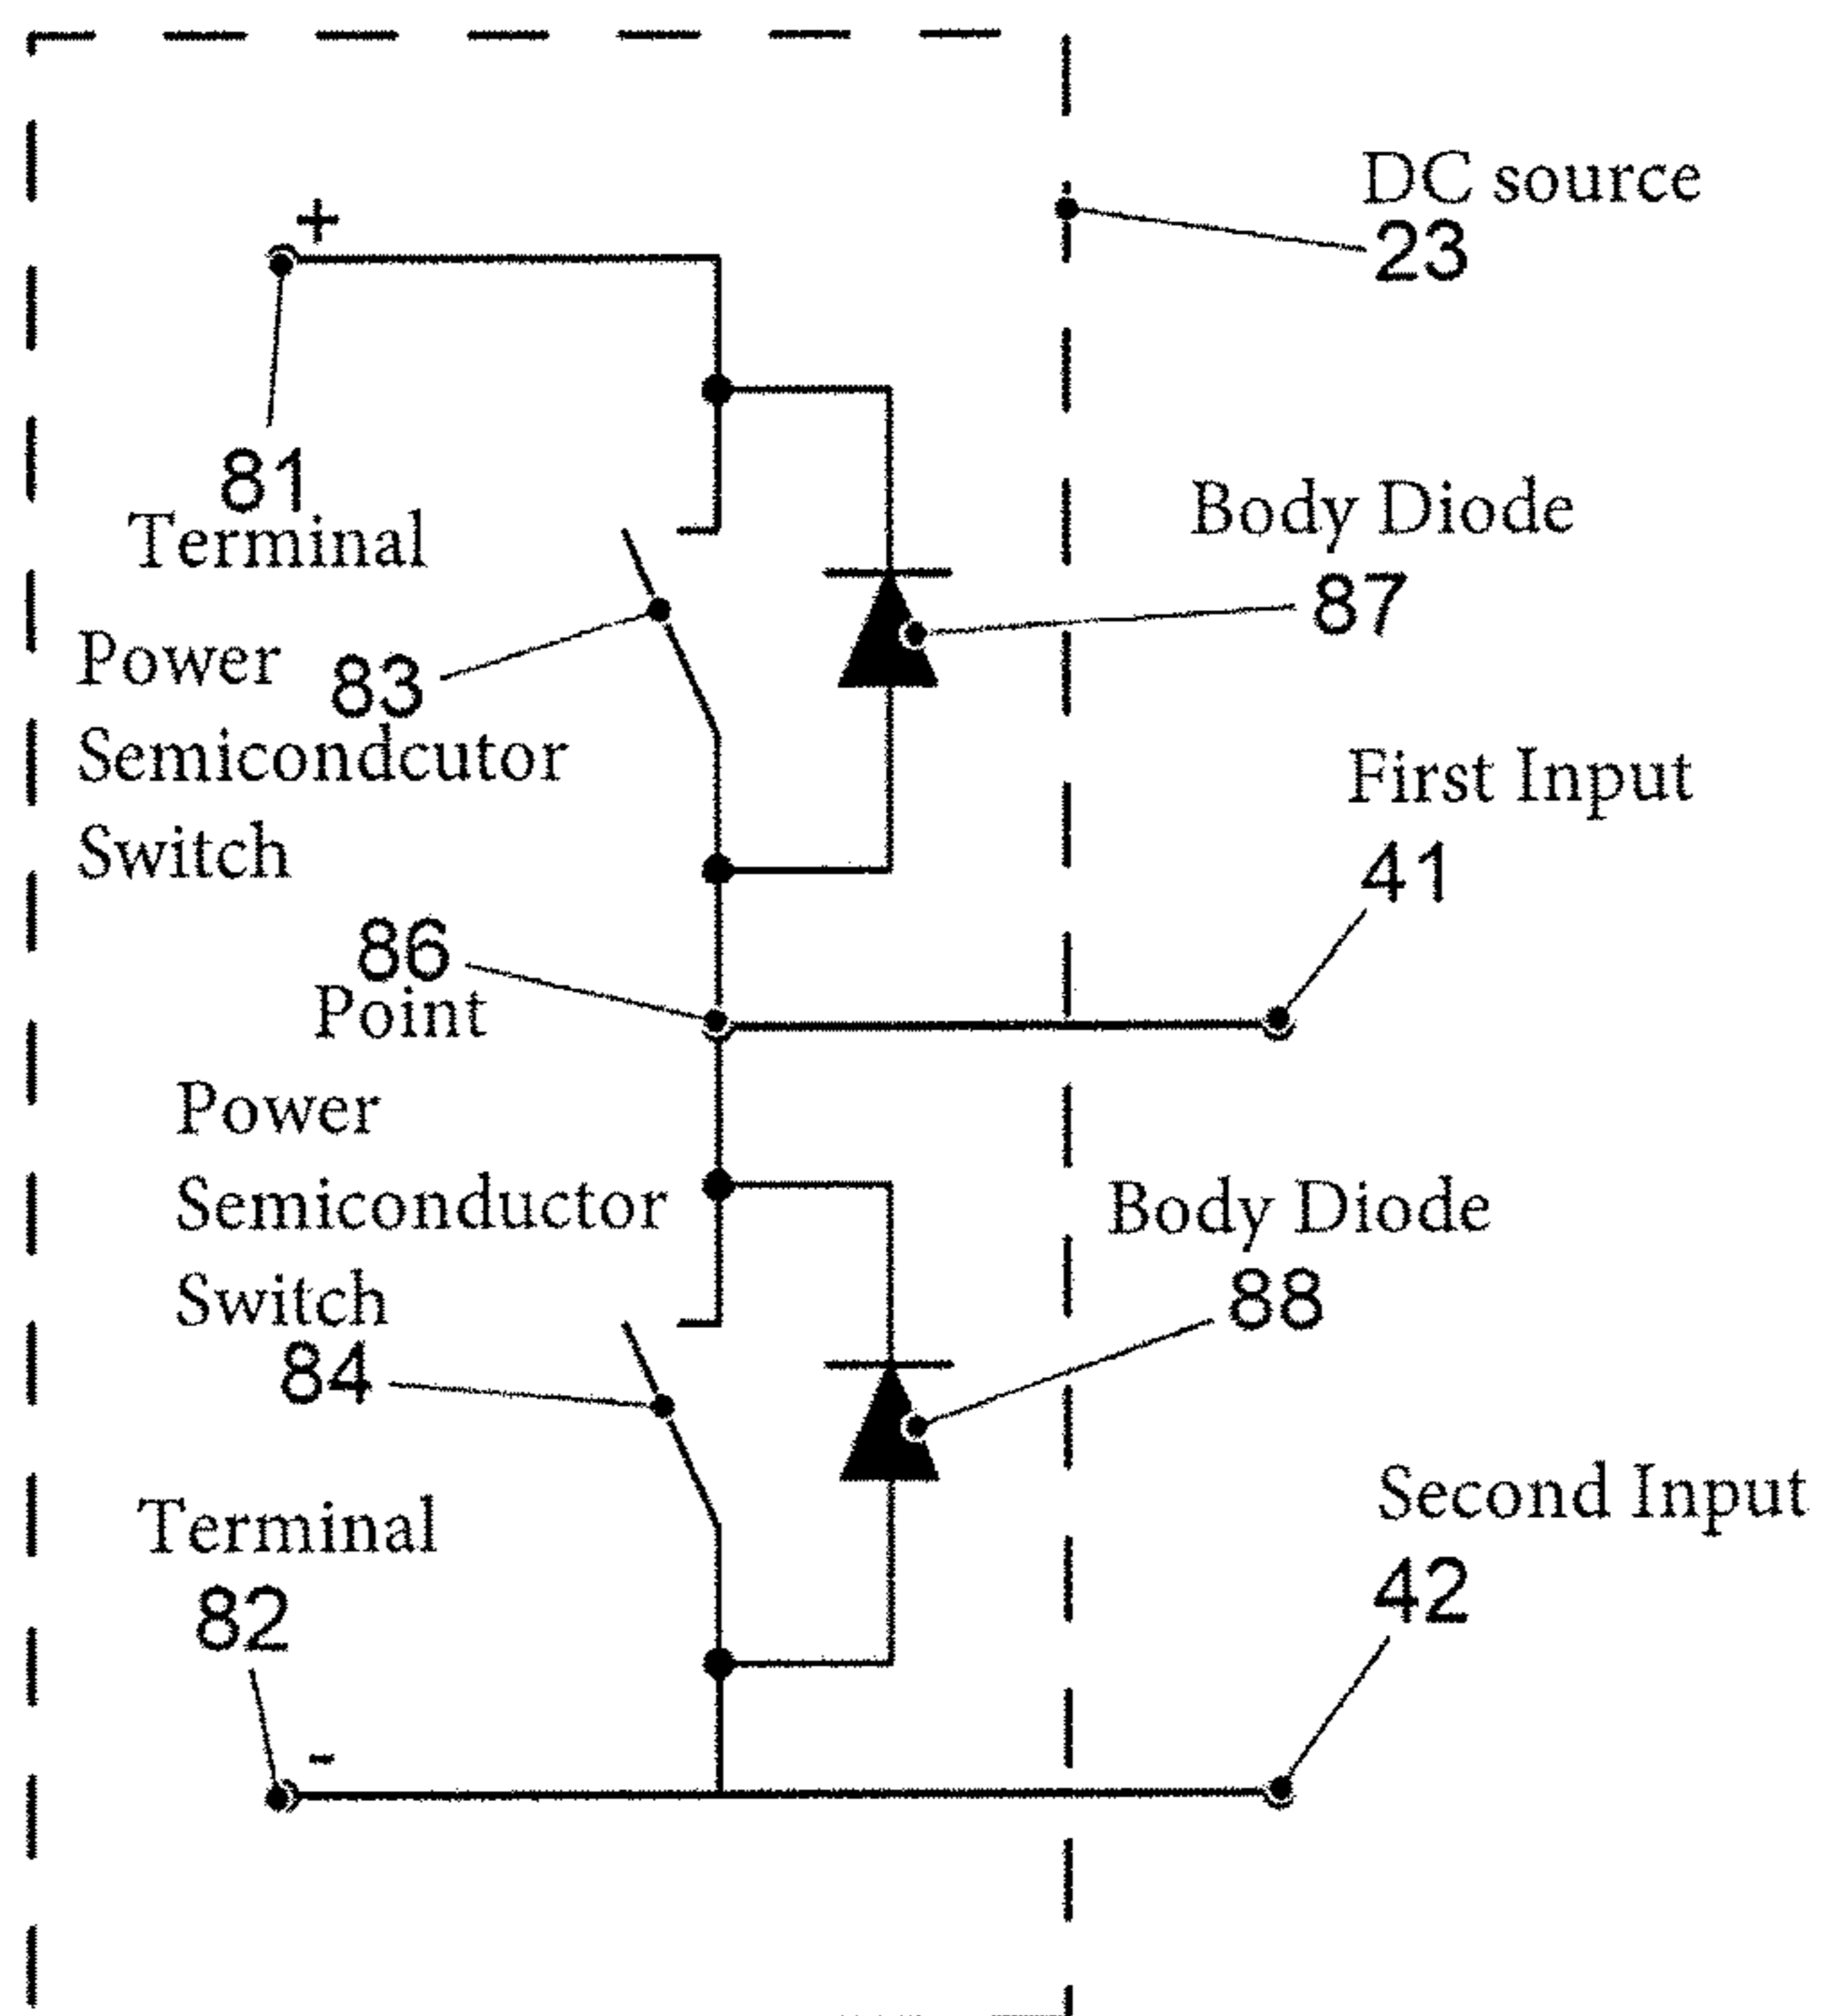 +
DC source
23
81
Terminal
Body Diode
87
Power
83
Semicondcutor
Switch
First Input
41
86
Point
Power
Semiconductor
Switch
84
Body Diode
88
Terminal
82
Second Input
42
-